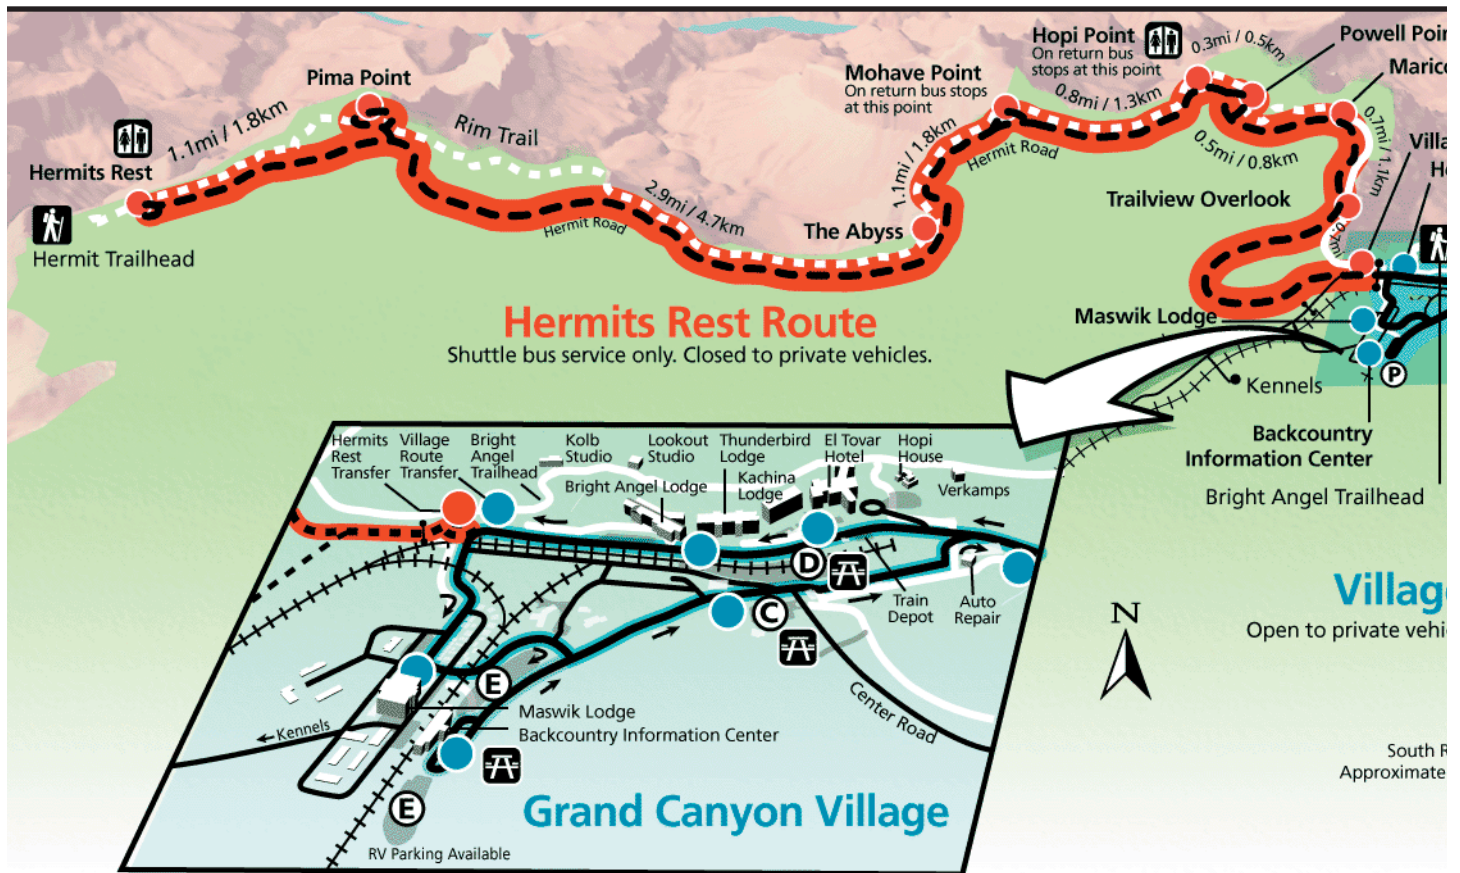 Hopi Point
On return bus
stops at this point
0.3mi / 0.5km
Powell Poin
Marico
Pima Point
Mohave Point
On return bus stops
at this point
0.8mi / 1.3km
1.1mi / 1.8km
Rim Trail
Hermits Rest
1.1mi / 1.8km
Hermit Road
0.5mi / 0.8km
0.7mi / 1.1km
Villa
H
2.9mi / 4.7km
Trailview Overlook
Hermit Road
The Abyss
0.7mi
Hermit Trailhead
Hermits Rest Route
Shuttle bus service only. Closed to private vehicles.
Maswik Lodge
P
Kennels
Backcountry
Information Center
Bright Angel Trailhead
Hermits
Rest
Transfer
Village
Route
Transfer
Bright
Angel
Trailhead
Kolb
Studio
Lookout
Studio
Thunderbird
Lodge
El Tovar
Hotel
Hopi
House
Bright Angel Lodge
Kachina
Lodge
Verkamps
D
C
Train
Depot
Auto
Repair
N
Villag
Open to private vehi
E
Maswik Lodge
Backcountry Information Center
Kennels
Center Road
South R
Approximate
E
Grand Canyon Village
RV Parking Available